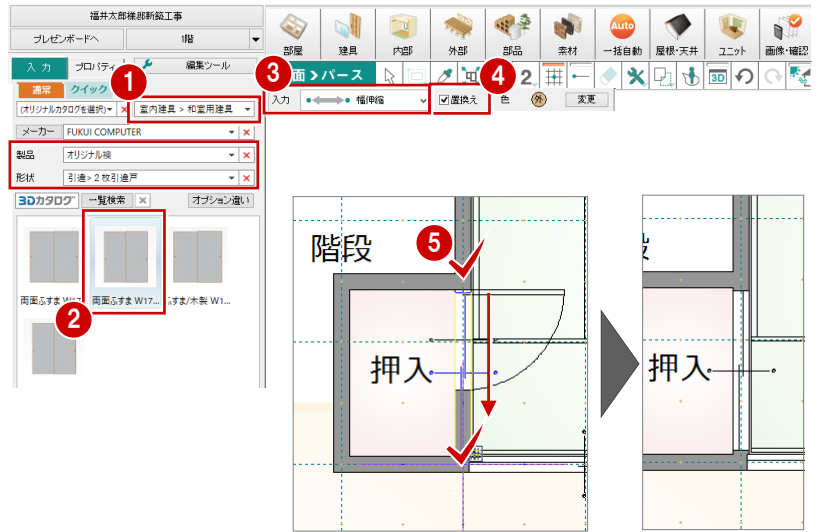 福井太郎様邸新築工事
プレゼンボードへ
1階
入 力
プロパティ
編集ツール
通常
クイック
(オリジナルカタログを選択)
室内建具 > 和室用建具
メーカー
FUKUI COMPUTER
製品
オリジナル襖
形状
引違> 2 枚引違戸
3Dカタログ
一覧検索
オプション違い
両面ふすま W17...
両面ふすま W17...
ふすま/木製 W1...
部屋
建具
内部
外部
部品
素材
Auto
一括自動
屋根・天井
ユニット
画像・確認
面 > パース
2
3D
入力
幅伸縮
置換え
色
外
変更
1
2
3
4
5
階段
押入
押入